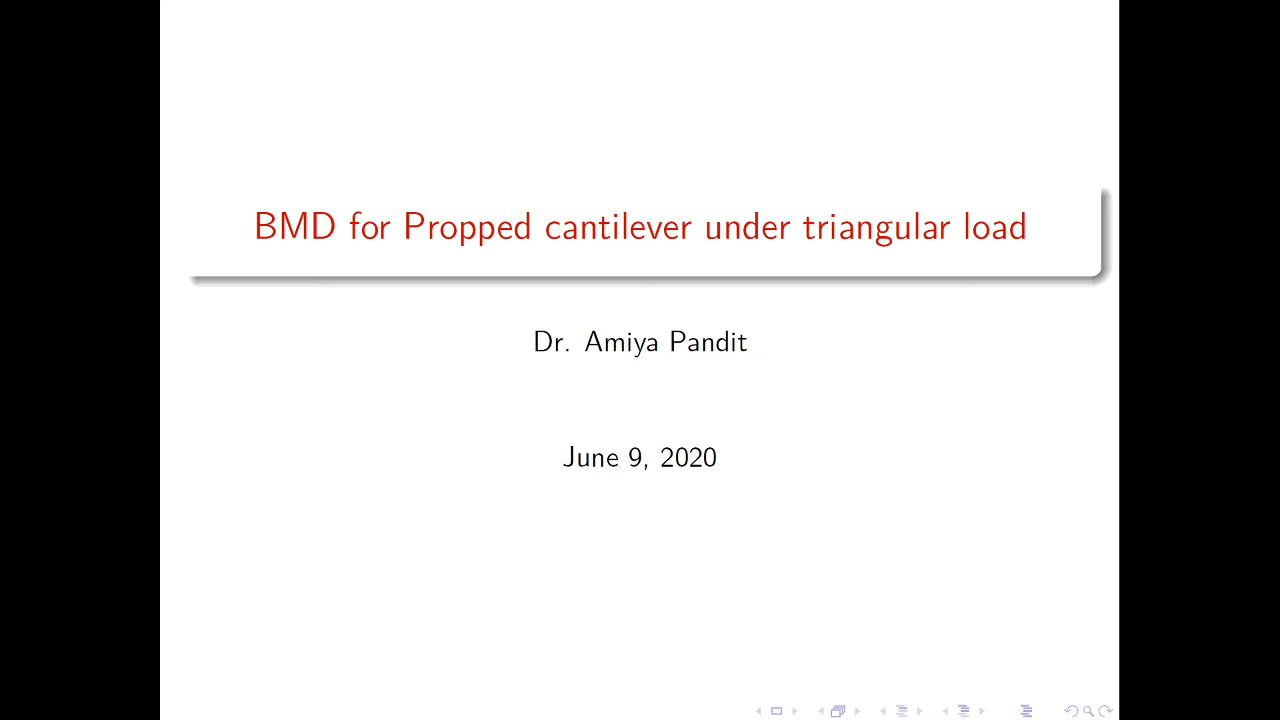 BMD for Propped cantilever under triangular load
Dr. Amiya Pandit
June 9, 2020